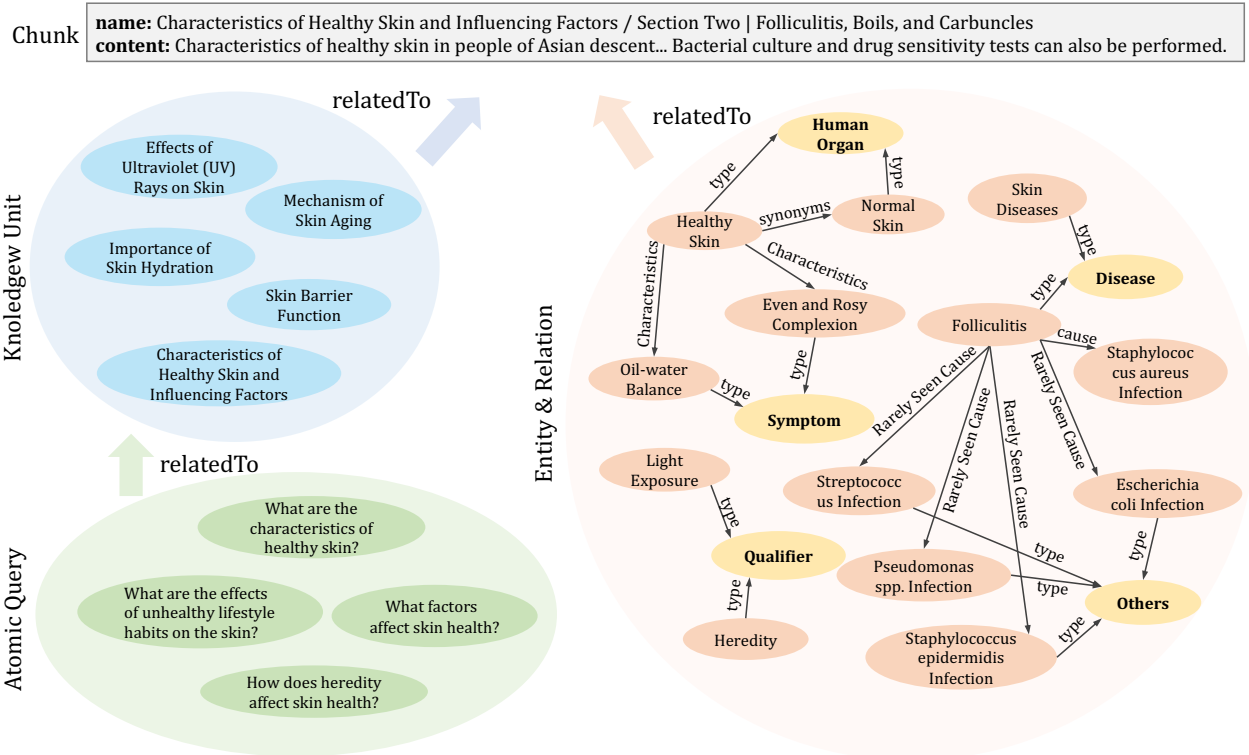 Chunk
name: Characteristics of Healthy Skin and Influencing Factors / Section Two | Folliculitis, Boils, and Carbuncles
content: Characteristics of healthy skin in people of Asian descent... Bacterial culture and drug sensitivity tests can also be performed.
Knoledgew Unit
relatedTo
Effects of
Ultraviolet (UV)
Rays on Skin
Mechanism of
Skin Aging
Importance of
Skin Hydration
Skin Barrier
Function
Characteristics of
Healthy Skin and
Influencing Factors
relatedTo
Atomic Query
What are the
characteristics of
healthy skin?
What are the effects
of unhealthy lifestyle
habits on the skin?
What factors
affect skin health?
How does heredity
affect skin health?
Entity & Relation
relatedTo
Human
Organ
type
type
Healthy
Skin
synonyms
Normal
Skin
Skin
Diseases
type
Characteristics
Characteristics
type
Disease
Even and Rosy
Complexion
Folliculitis
cause
Staphylococ
cus aureus
Infection
Oil-water
Balance
type
type
Symptom
Rarely Seen Cause
Rarely Seen Cause
Rarely Seen Cause
Rarely Seen Cause
Light
Exposure
type
Streptococc
us Infection
Escherichia
coli Infection
Qualifier
type
type
type
Pseudomonas
spp. Infection
type
Others
Heredity
Staphylococcus
epidermidis
Infection
type